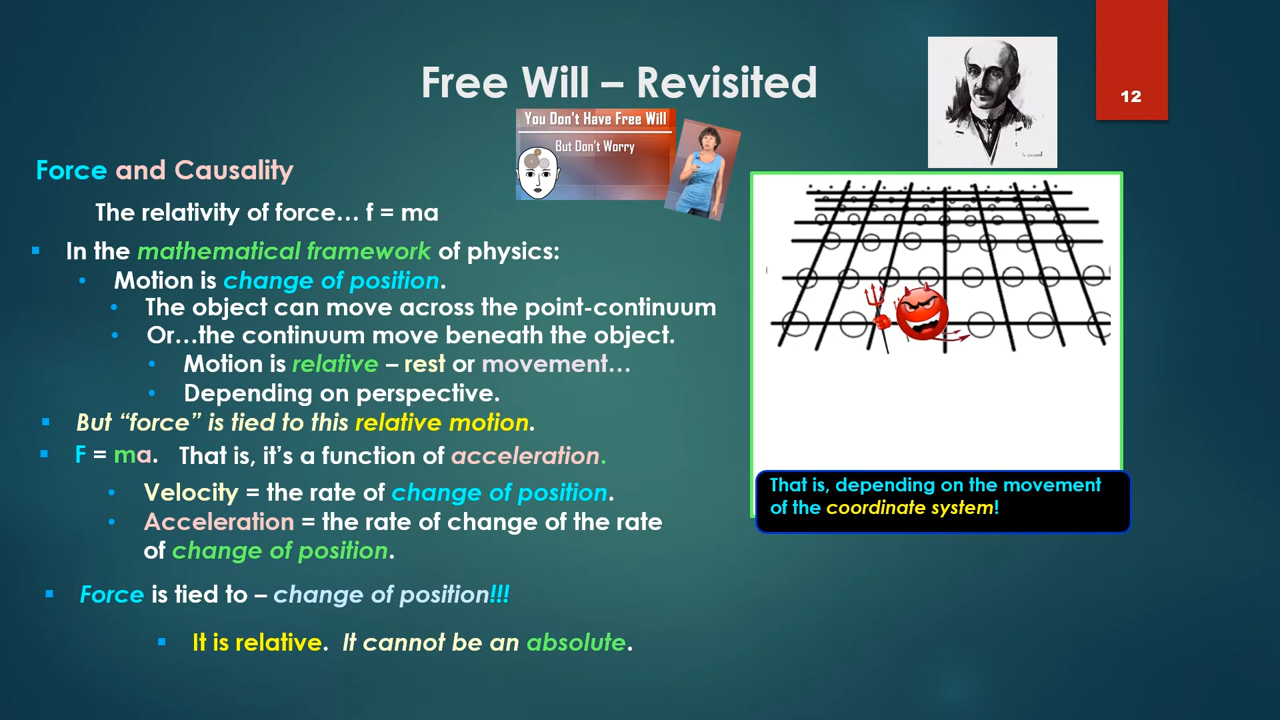 Free Will – Revisited
12
You Don't Have Free Will
But Don't Worry
Force and Causality
The relativity of force… f = ma
In the mathematical framework of physics:
Motion is change of position.
The object can move across the point-continuum
Or…the continuum move beneath the object.
Motion is relative – rest or movement…
Depending on perspective.
But “force” is tied to this relative motion.
F = ma. That is, it’s a function of acceleration.
Velocity = the rate of change of position.
Acceleration = the rate of change of the rate
of change of position.
Force is tied to – change of position!!!
It is relative. It cannot be an absolute.
That is, depending on the movement
of the coordinate system!